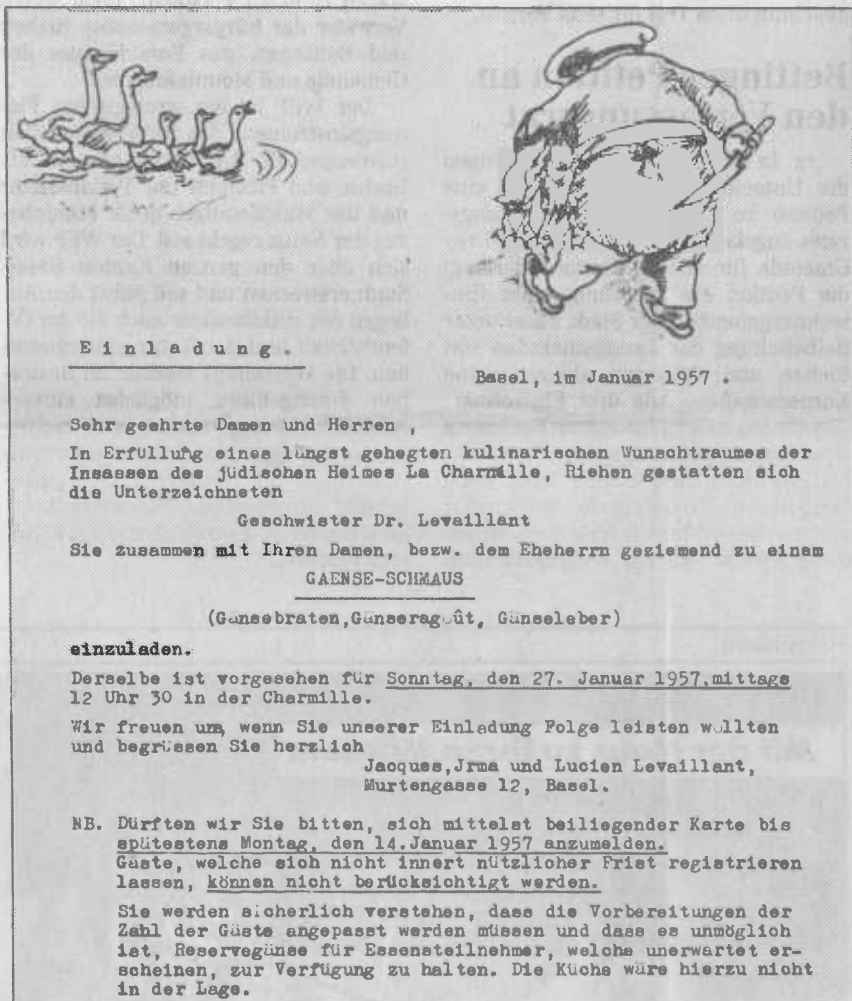 Einladung.
Basel, im Januar 1957.
Sehr geehrte Damen und Herren,
In Erfüllung eines längst gehegten kulinarischen Wunschtraumes der
Insassen des jüdischen Heimes La Charmille, Riehen gestatten sich
die Unterzeichneten
Geschwister Dr. Levaillant
Sie zusammen mit Ihren Damen, bezw. dem Eheherrn geziemend zu einem
GAENSE-SCHMAUS
(Gänsebraten, Gänseragoût, Gänseleber)
einzuladen.
Derselbe ist vorgesehen für Sonntag, den 27. Januar 1957, mittags
12 Uhr 30 in der Charmille.
Wir freuen uns, wenn Sie unserer Einladung Folge leisten wollten
und begrüssen Sie herzlich
Jacques, Jrma und Lucien Levaillant,
Murtengasse 12, Basel.
NB. Dürften wir Sie bitten, sich mittelst beiliegender Karte bis
spätestens Montag, den 14. Januar 1957 anzumelden.
Gäste, welche sich nicht innert nützlicher Frist registrieren
lassen, können nicht berücksichtigt werden.
Sie werden sicherlich verstehen, dass die Vorbereitungen der
Zahl der Gäste angepasst werden müssen und dass es unmöglich
ist, Reservegänse für Essensteilnehmer, welche unerwartet er-
scheinen, zur Verfügung zu halten. Die Küche wäre hierzu nicht
in der Lage.